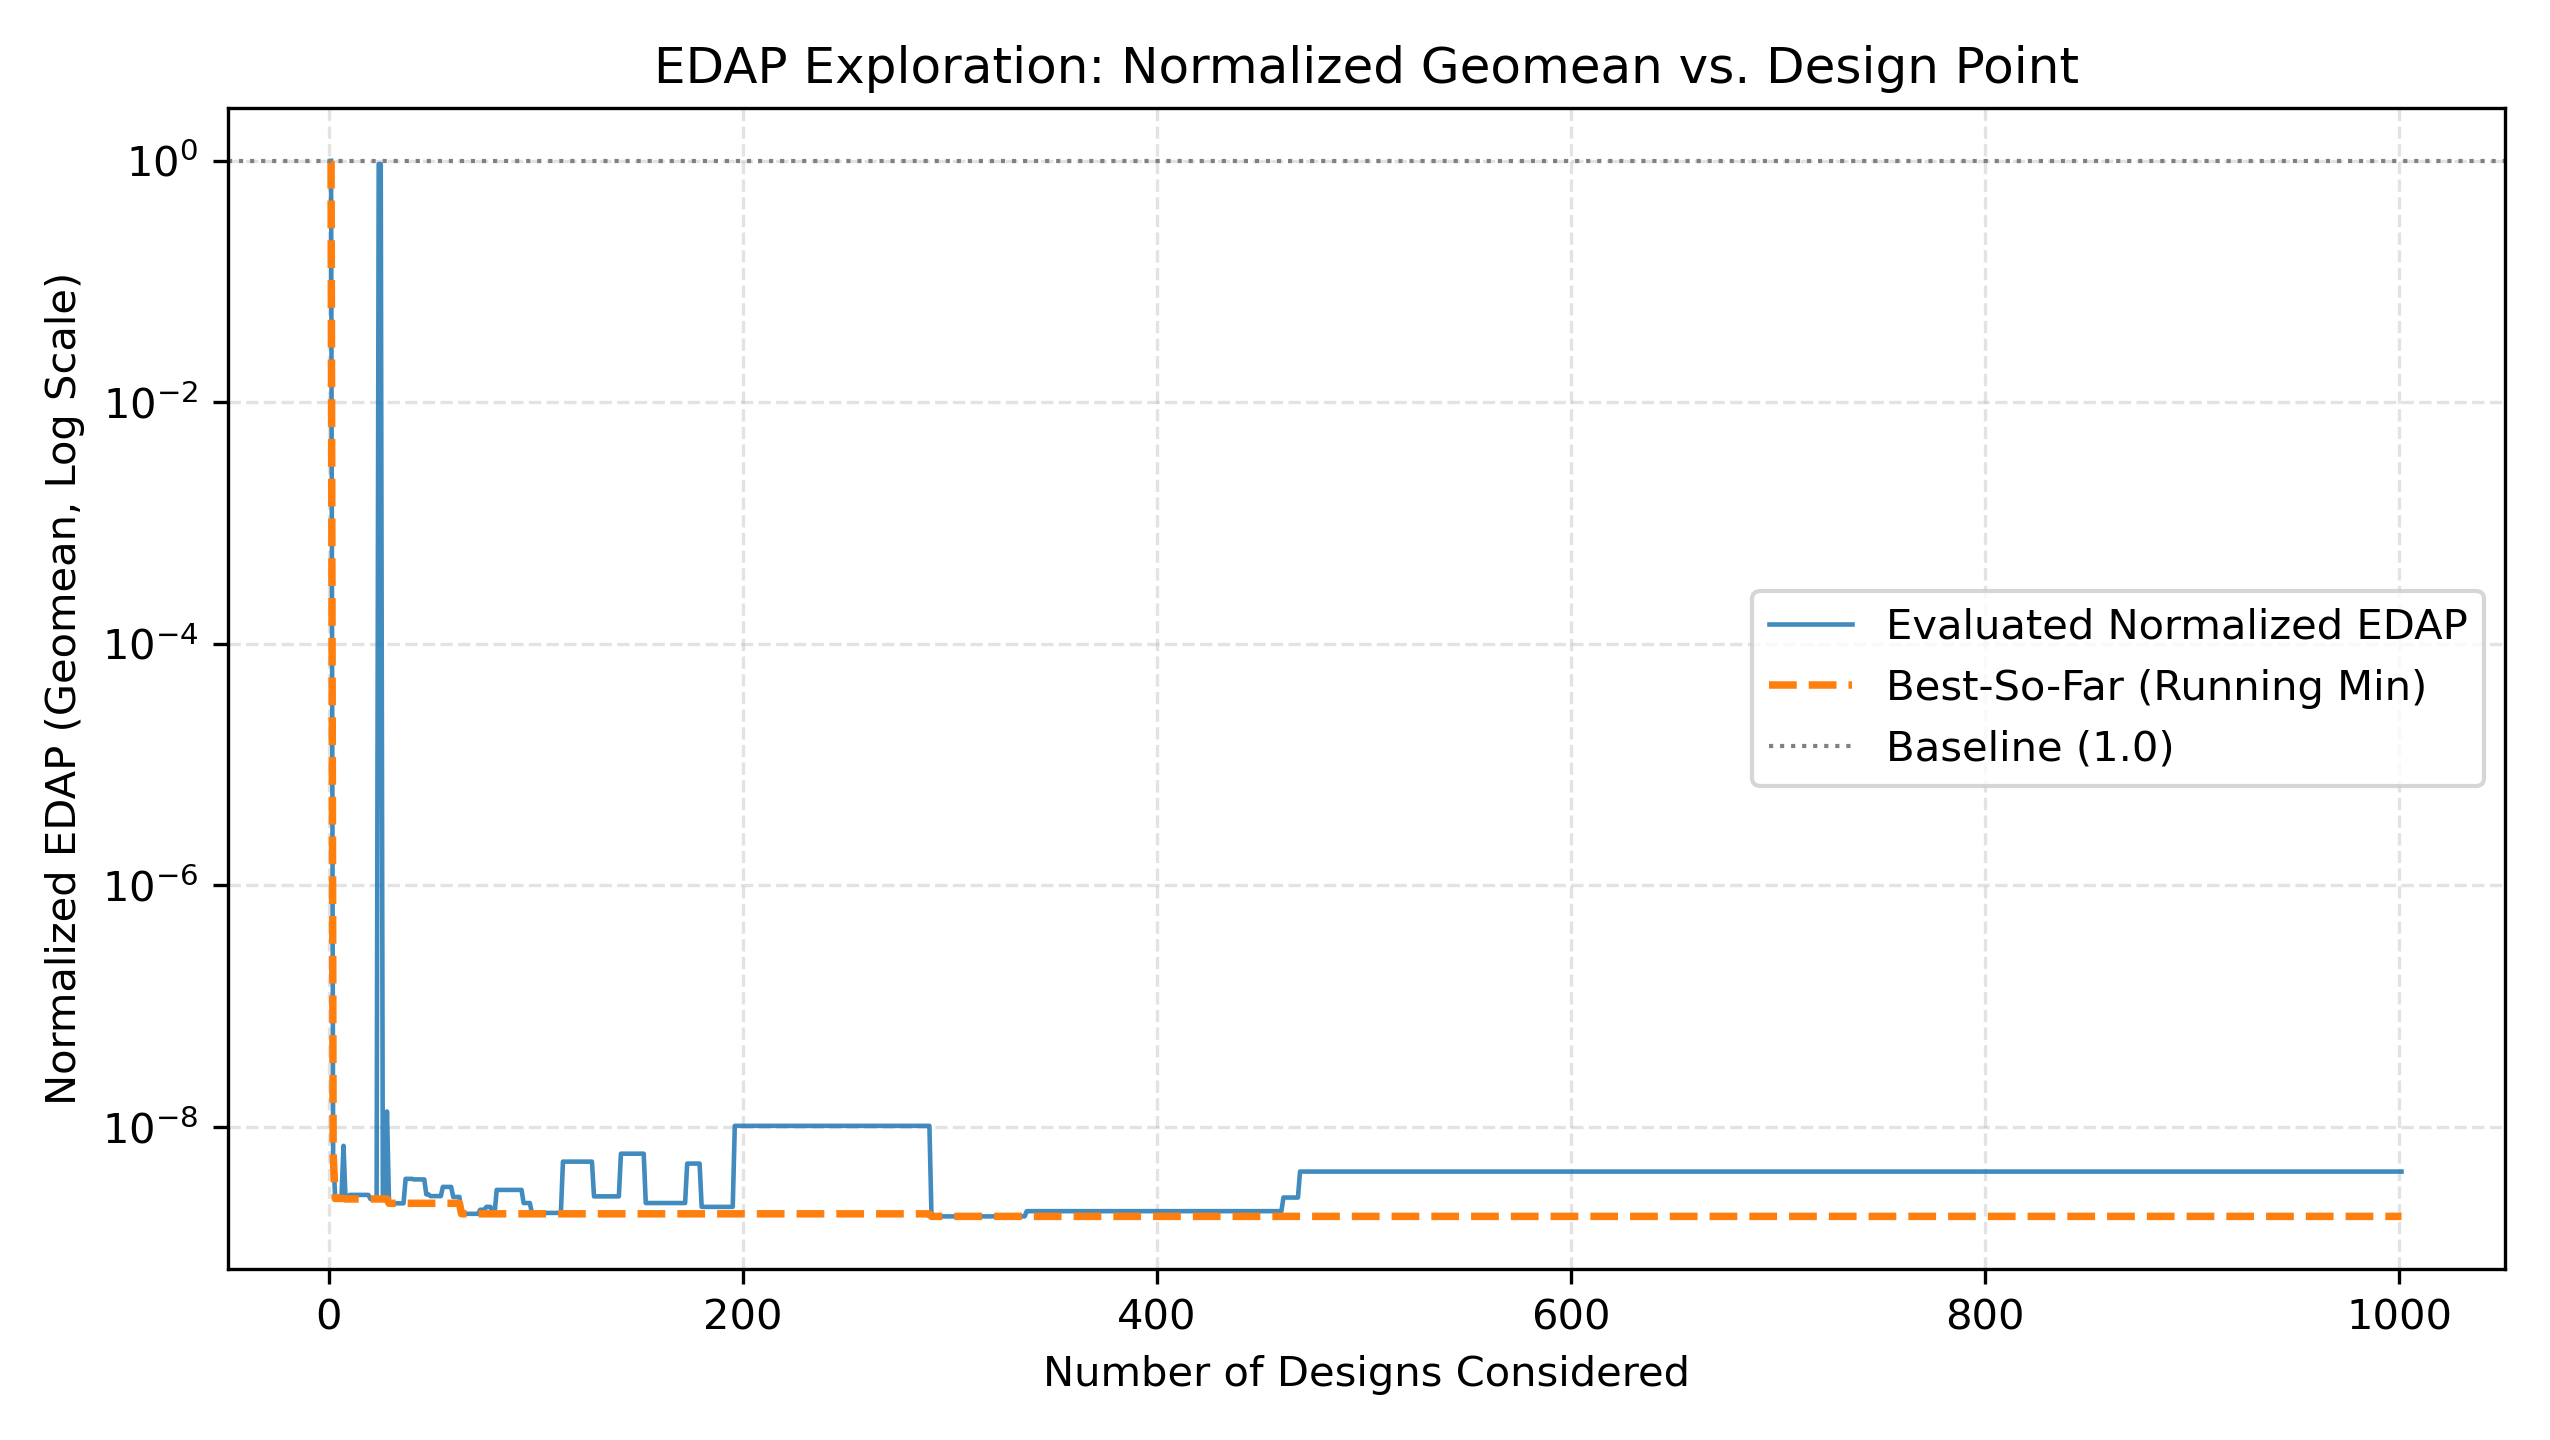 EDAP Exploration: Normalized Geomean vs. Design Point
Normalized EDAP (Geomean, Log Scale)
10⁰
10⁻²
10⁻⁴
10⁻⁶
10⁻⁸
Evaluated Normalized EDAP
Best-So-Far (Running Min)
Baseline (1.0)
0 200 400 600 800 1000
Number of Designs Considered